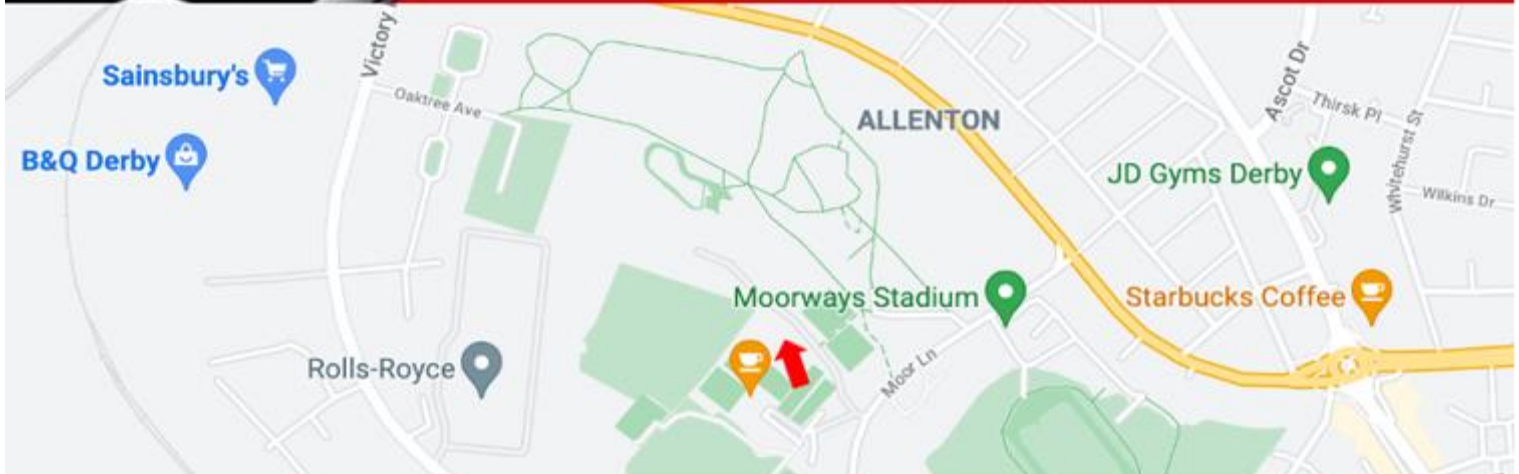 Victory
Sainsbury's
Oaktree Ave
B&Q Derby
ALLENTON
Ascot Dr
Thirsk Pl
JD Gyms Derby
Whitehurst St
Wilkins Dr
Moorways Stadium
Starbucks Coffee
Rolls-Royce
Moor Ln